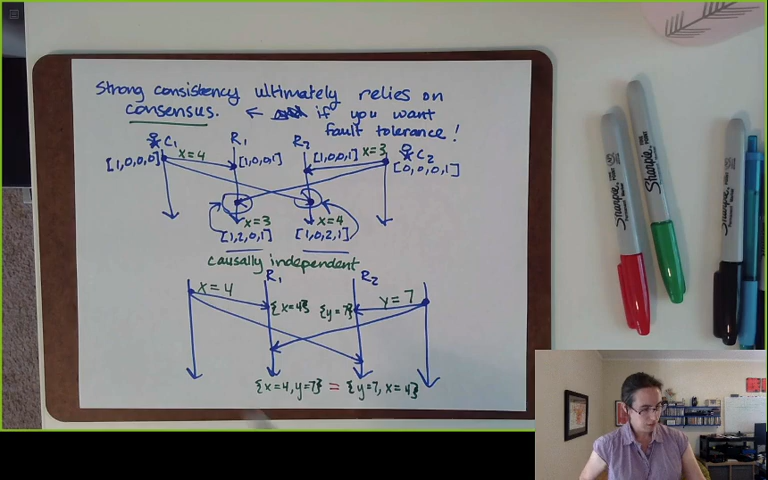 Strong consistency ultimately relies on
consensus. ← if you want
fault tolerance!
C1 R1 R2 C2
x=4 x=3
[1,0,0,0] [1,0,0,1] [1,0,0,1] [0,0,0,1]
x=3 x=4
[1,2,0,1] [1,0,2,1]
causally independent
R1 R2
x=4 y=7
{x=4} {y=7}
{x=4, y=7} = {y=7, x=4}
Sharpie
Sharpie
Sharpie